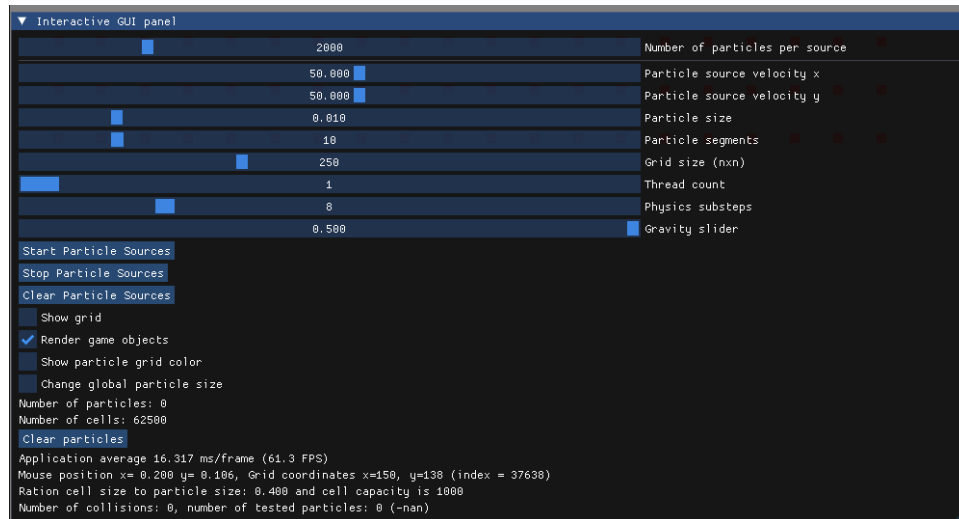 Interactive GUI panel
2000 Number of particles per source
50.000 Particle source velocity x
50.000 Particle source velocity y
0.010 Particle size
10 Particle segments
250 Grid size (nxn)
1 Thread count
8 Physics substeps
0.500 Gravity slider
Start Particle Sources
Stop Particle Sources
Clear Particle Sources
Show grid
Render game objects
Show particle grid color
Change global particle size
Number of particles: 0
Number of cells: 62500
Clear particles
Application average 16.317 ms/frame (61.3 FPS)
Mouse position x= 0.200 y= 0.106, Grid coordinates x=150, y=138 (index = 37638)
Ration cell size to particle size: 0.400 and cell capacity is 1000
Number of collisions: 0, number of tested particles: 0 (-nan)